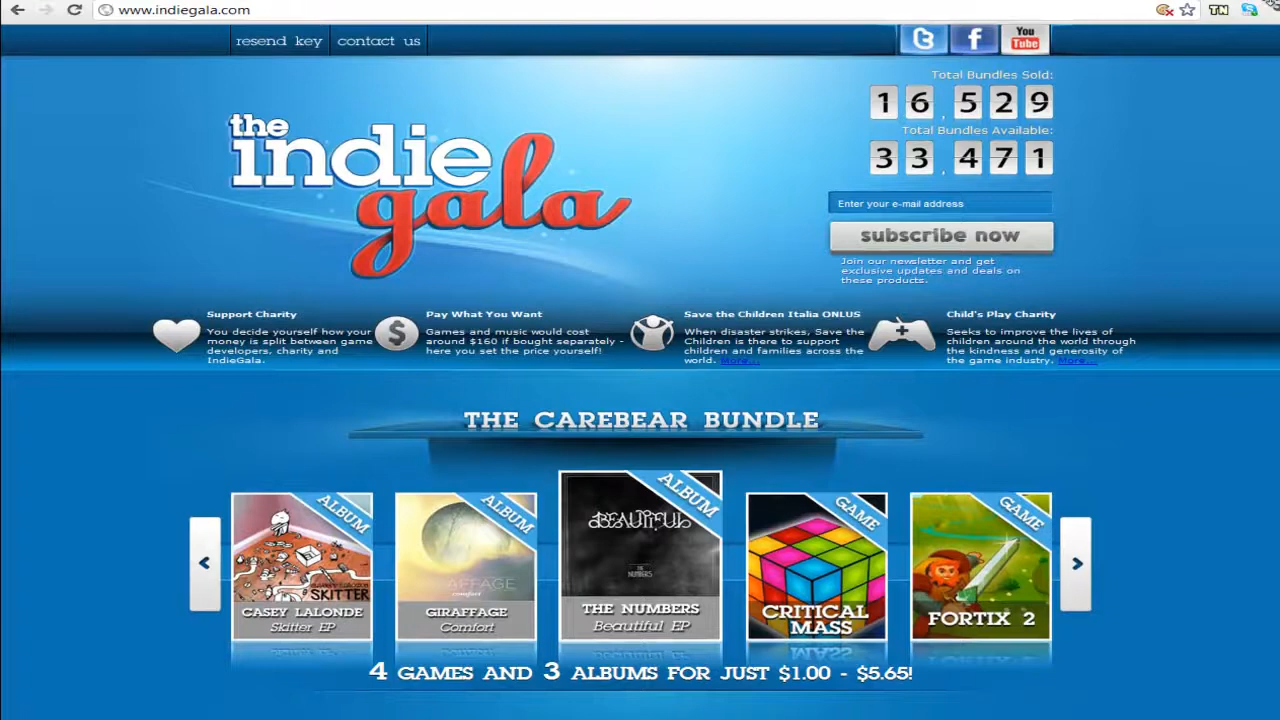 www.indiegala.com
TN
resend key
contact us
You
Tube
Total Bundles Sold:
16,529
Total Bundles Available:
33,471
the
indie
gala
Enter your e-mail address
subscribe now
Join our newsletter and get
exclusive updates and deals on
these products.
Support Charity
You decide yourself how your
money is split between game
developers, charity and
IndieGala.
Pay What You Want
Games and music would cost
around $160 if bought separately -
here you set the price yourself!
Save the Children Italia ONLUS
When disaster strikes, Save the
Children is there to support
children and families across the
world. More...
Child's Play Charity
Seeks to improve the lives of
children around the world through
the kindness and generosity of
the game industry. More...
THE CAREBEAR BUNDLE
ALBUM
SKITTER
CASEY LALONDE
Skitter EP
ALBUM
GIRAFFAGE
Comfort
ALBUM
BEAUTIFUL
THE NUMBERS
THE NUMBERS
Beautiful EP
GAME
CRITICAL
MASS
GAME
FORTIX 2
4 GAMES AND 3 ALBUMS FOR JUST $1.00 - $5.65!